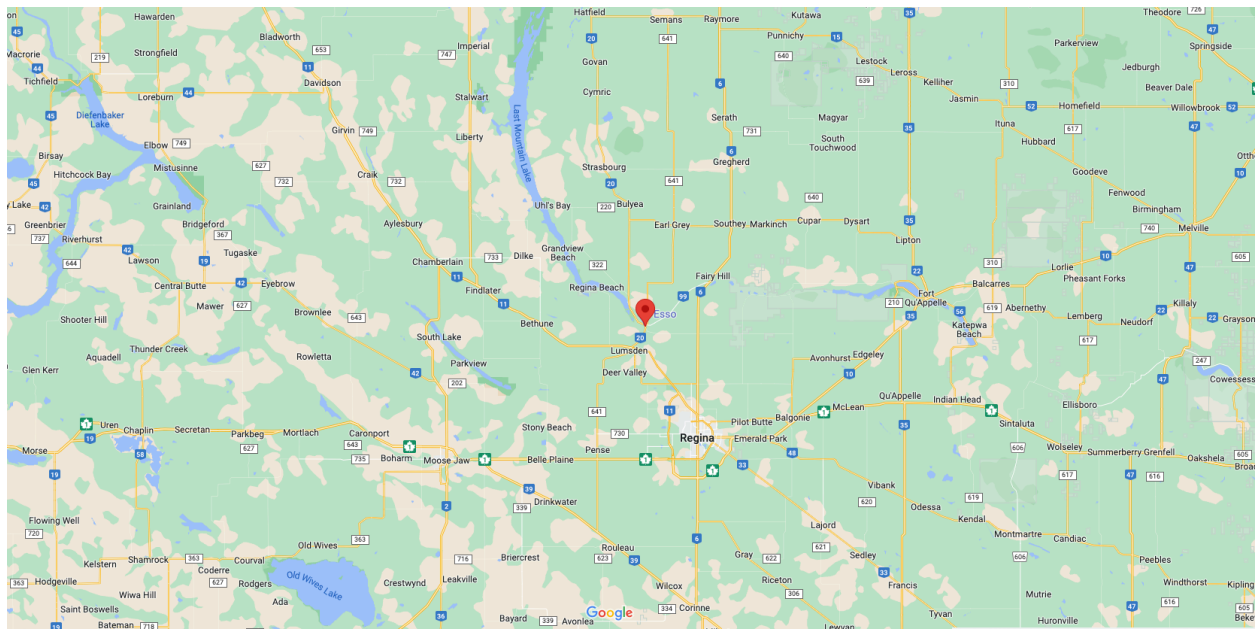 Hawarden
Bladworth
Imperial
Hatfield
Semans
Raymore
Kutawa
Theodore
Macrorie
Strongfield
Punnichy
Parkerview
Springside
Tichfield
Davidson
Govan
Lestock
Leross
Kelliher
Jedburgh
Beaver Dale
Loreburn
Stalwart
Cymric
Jasmin
Homefield
Willowbrook
Diefenbaker
Lake
Girvin
Liberty
Last Mountain Lake
Serath
Magyar
Ituna
Birsay
Elbow
South
Touchwood
Hubbard
Mistusinne
Craik
Strasbourg
Gregherd
Goodeve
Hitchcock Bay
Fenwood
Grainland
Uhl's Bay
Bulyea
Birmingham
Greenbrier
Bridgeford
Aylesbury
Earl Grey
Southey
Markinch
Cupar
Dysart
Melville
Riverhurst
Lawson
Tugaske
Chamberlain
Dilke
Grandview
Beach
Lipton
Lorlie
Pheasant Forks
Central Butte
Eyebrow
Findlater
Regina Beach
Fairy Hill
Fort
Qu'Appelle
Balcarres
Abernethy
Killaly
Shooter Hill
Mawer
Brownlee
Bethune
ESSO
Katepwa
Beach
Lemberg
Neudorf
Grayson
Aquadell
Thunder Creek
South Lake
Lumsden
Glen Kerr
Rowletta
Parkview
Deer Valley
Avonhurst
Edgeley
Cowessess
Uren
Chaplin
Secretan
Parkbeg
Mortlach
Caronport
Stony Beach
Regina
Pilot Butte
Balgonie
McLean
Qu'Appelle
Indian Head
Sintaluta
Ellisboro
Morse
Boharm
Moose Jaw
Belle Plaine
Pense
Emerald Park
Wolseley
Summerberry
Grenfell
Oakshela
Drinkwater
Vibank
Odessa
Kendal
Flowing Well
Old Wives
Rouleau
Lajord
Montmartre
Candiac
Kelstern
Shamrock
Courval
Coderre
Briercrest
Gray
Sedley
Peebles
Hodgeville
Wiwa Hill
Rodgers
Old Wives Lake
Crestwynd
Leakville
Wilcox
Riceton
Francis
Windthorst
Kipling
Saint Boswells
Ada
Corinne
Mutrie
Bateman
Bayard
Avonlea
Google
Lewvan
Tyvan
Huronville